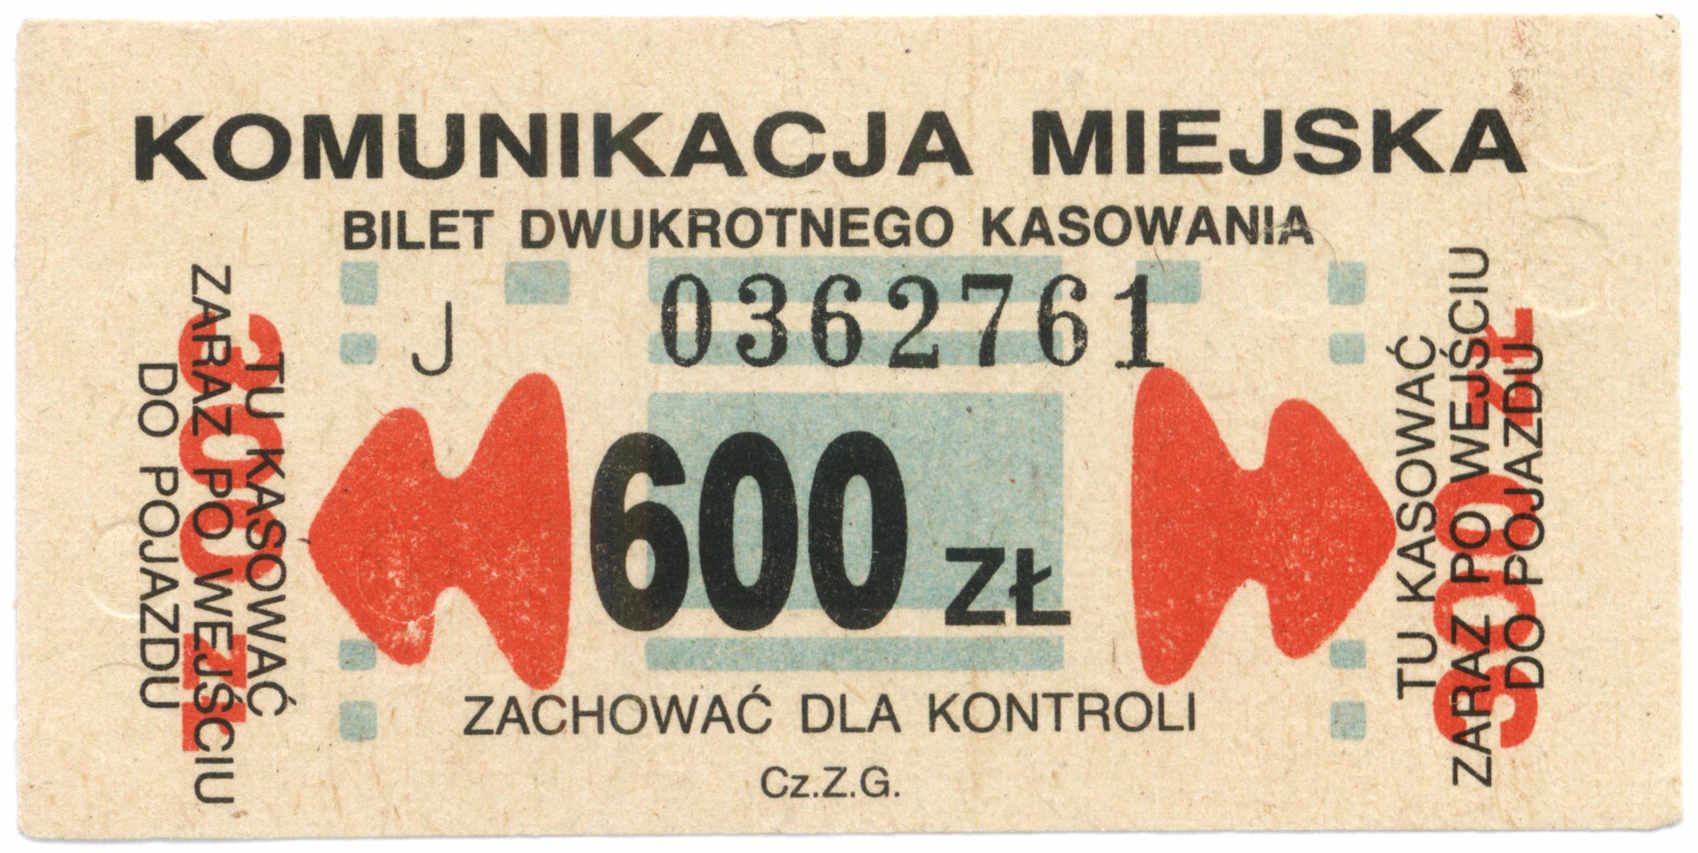 KOMUNIKACJA MIEJSKA
BILET DWUKROTNEGO KASOWANIA
J 0362761
TU KASOWAĆ
ZARAZ PO WEJŚCIU
DO POJAZDU
300 ZŁ
600 ZŁ
TU KASOWAĆ
ZARAZ PO WEJŚCIU
DO POJAZDU
300 ZŁ
ZACHOWAĆ DLA KONTROLI
Cz.Z.G.